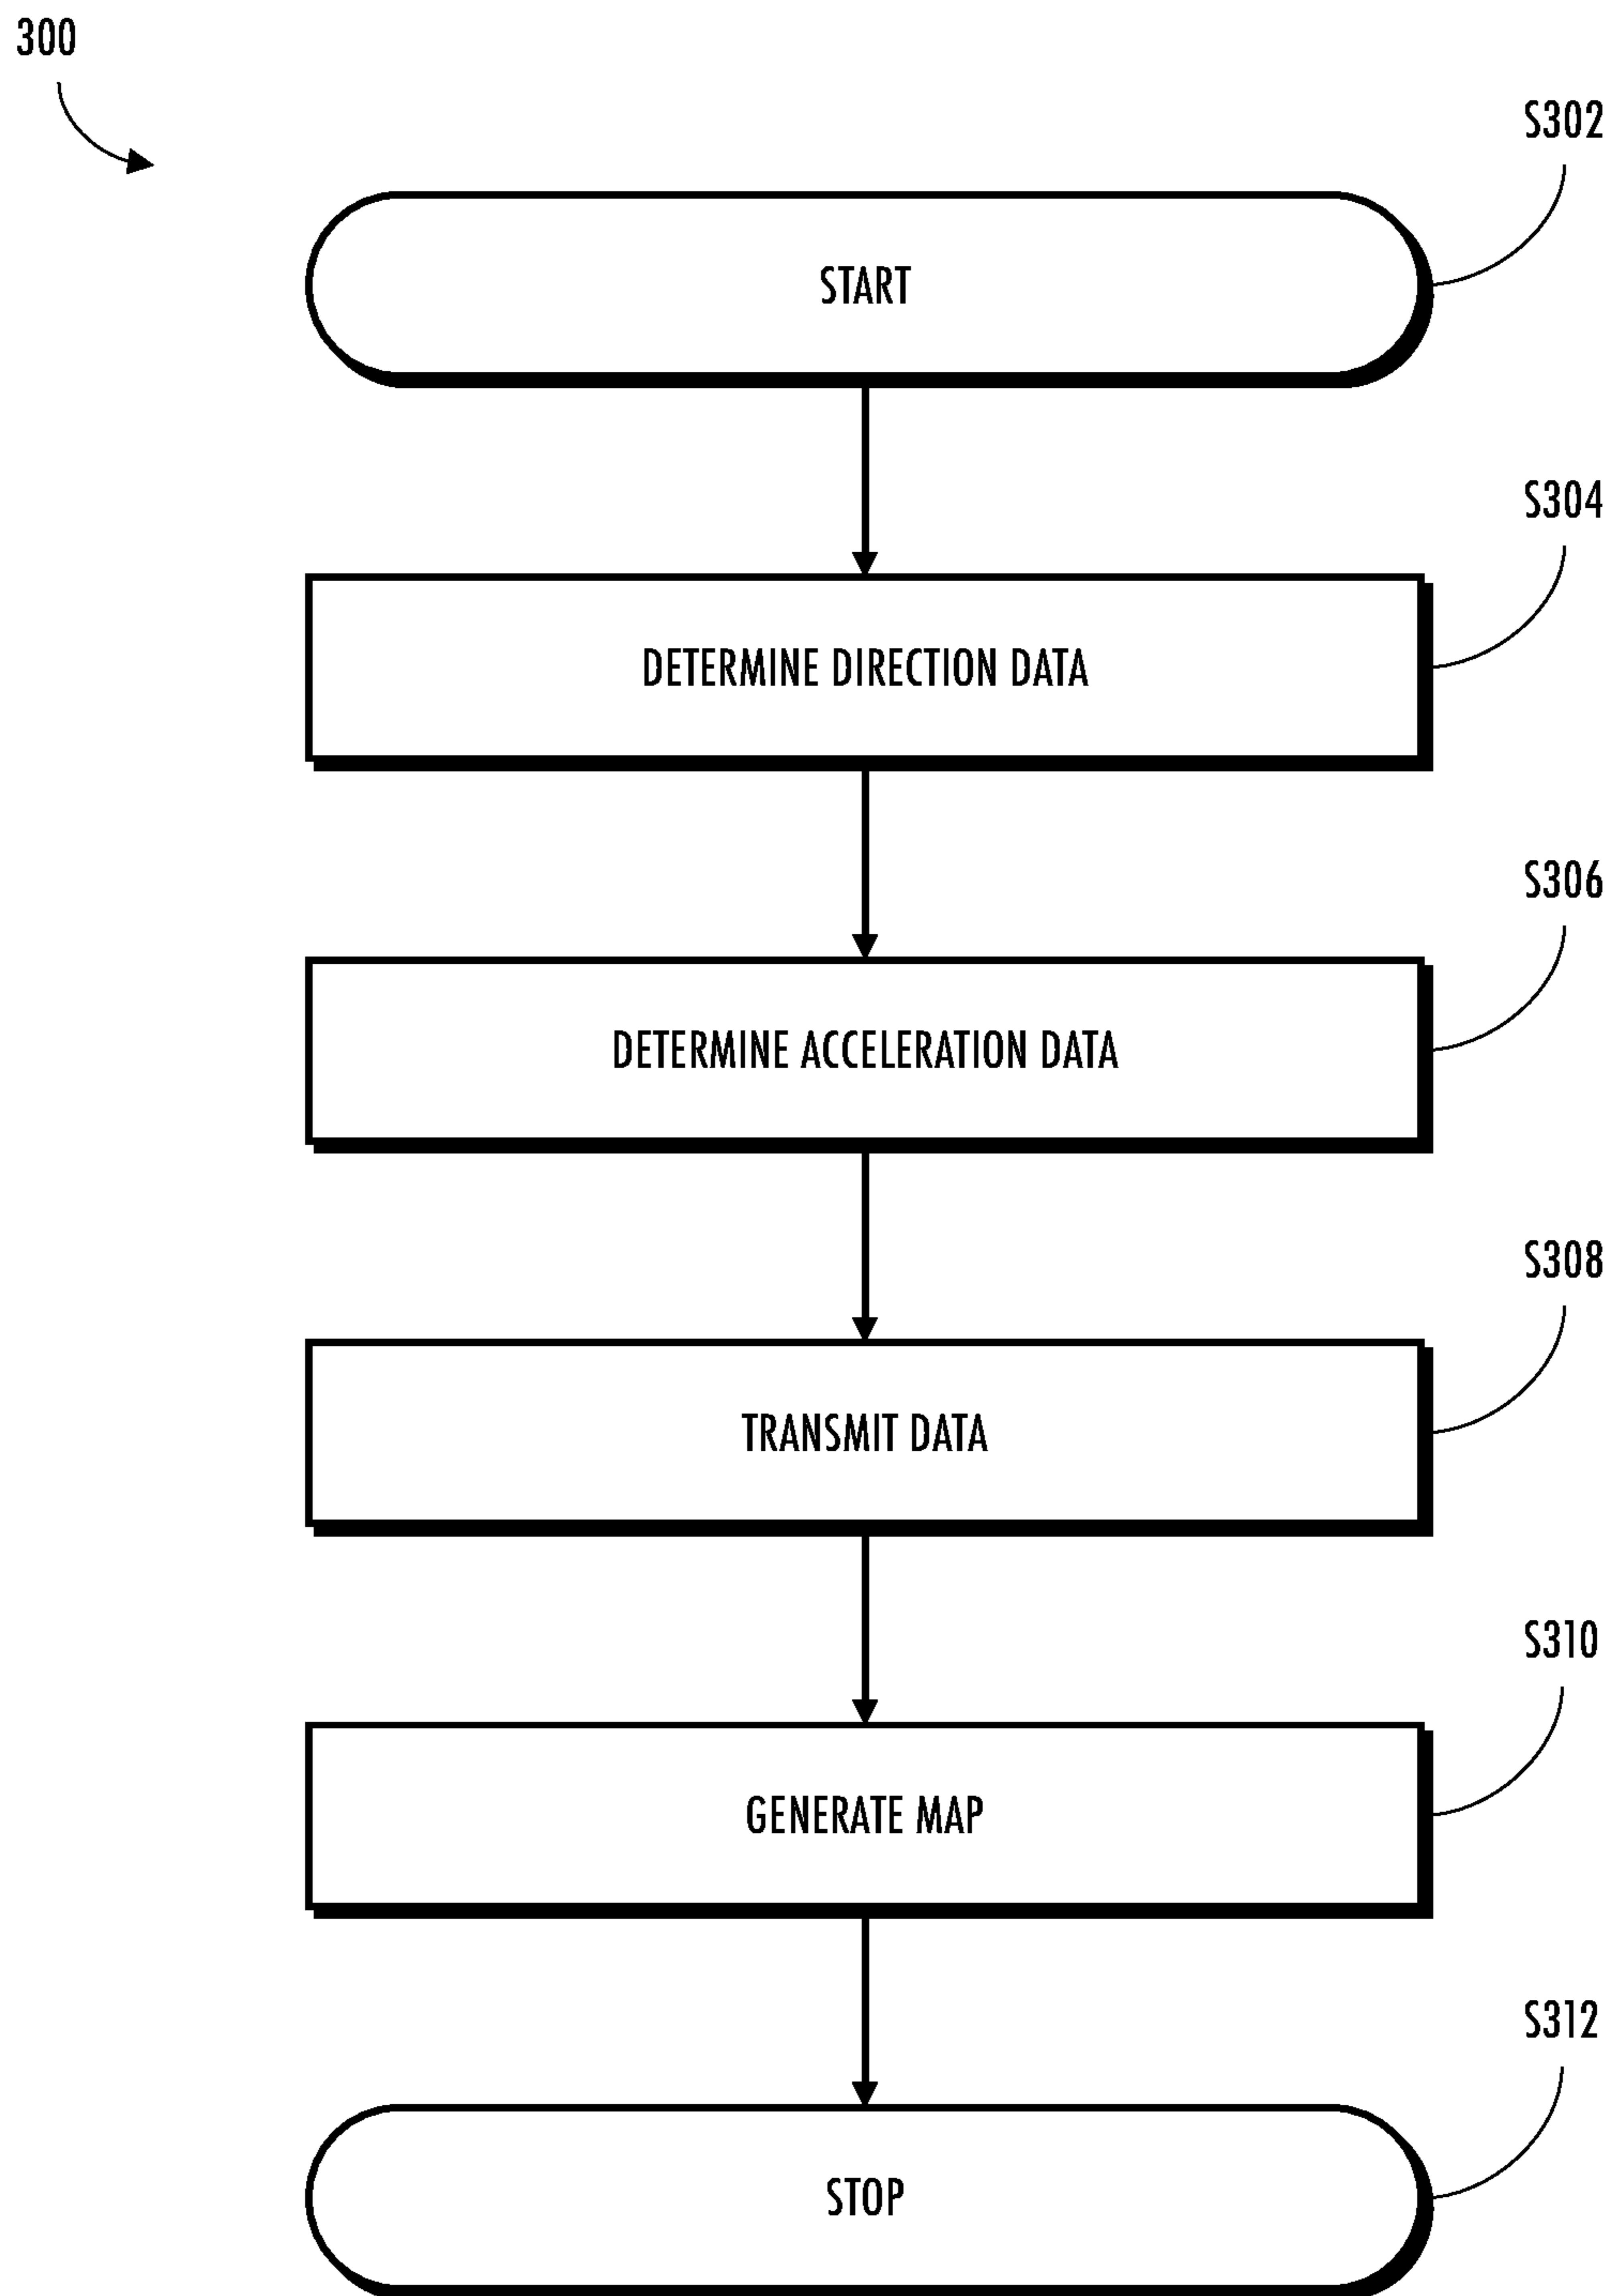 300
S302
START
S304
DETERMINE DIRECTION DATA
S306
DETERMINE ACCELERATION DATA
S308
TRANSMIT DATA
S310
GENERATE MAP
S312
STOP